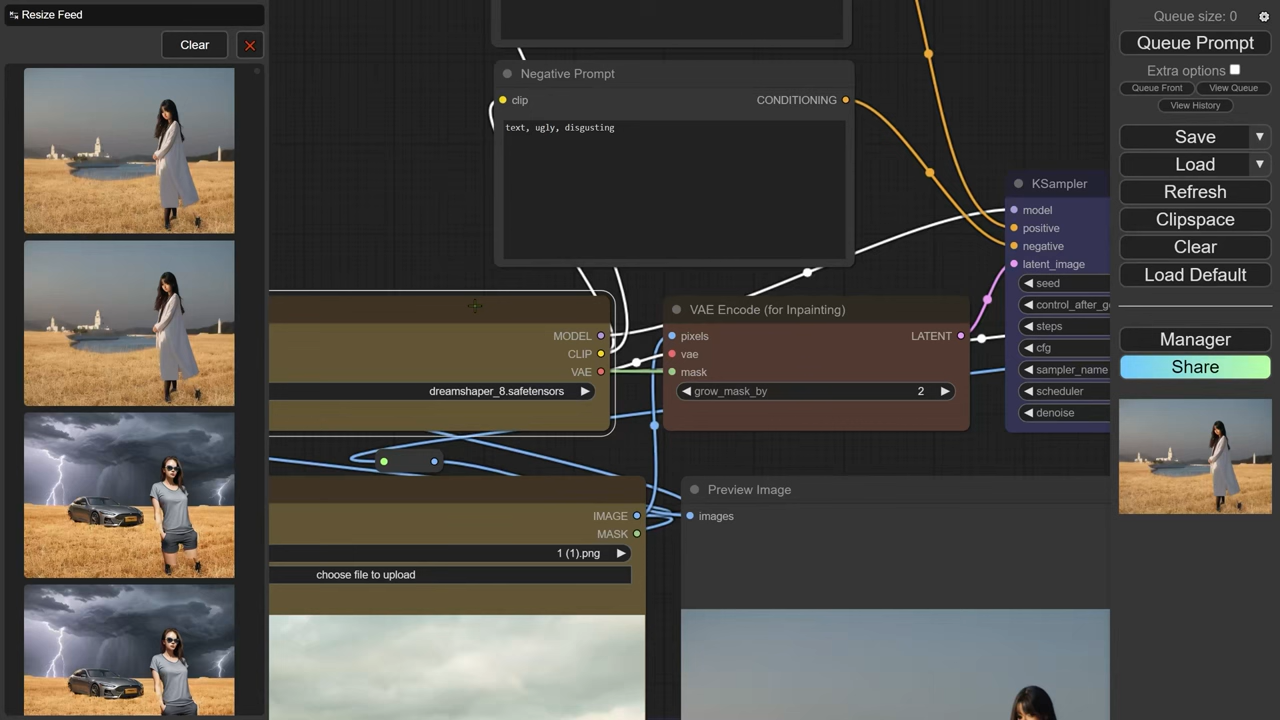 Resize Feed
Clear
Negative Prompt
clip
CONDITIONING
text, ugly, disgusting
MODEL
CLIP
VAE
dreamshaper_8.safetensors
VAE Encode (for Inpainting)
pixels
LATENT
vae
mask
grow_mask_by
2
KSampler
model
positive
negative
latent_image
seed
control_after_g
steps
cfg
sampler_name
scheduler
denoise
IMAGE
MASK
1 (1).png
choose file to upload
Preview Image
images
Queue size: 0
Queue Prompt
Extra options
Queue Front
View Queue
View History
Save
Load
Refresh
Clipspace
Clear
Load Default
Manager
Share